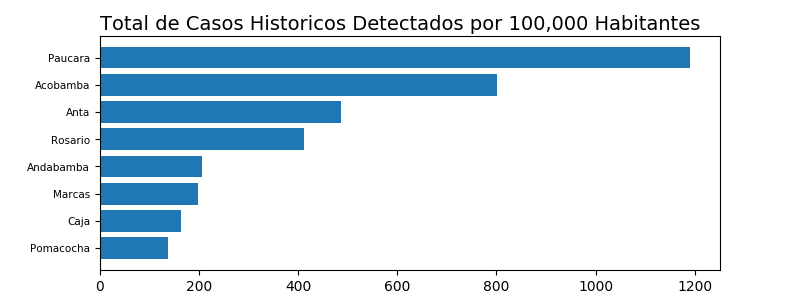 Total de Casos Historicos Detectados por 100,000 Habitantes
Paucara
Acobamba
Anta
Rosario
Andabamba
Marcas
Caja
Pomacocha
0 200 400 600 800 1000 1200